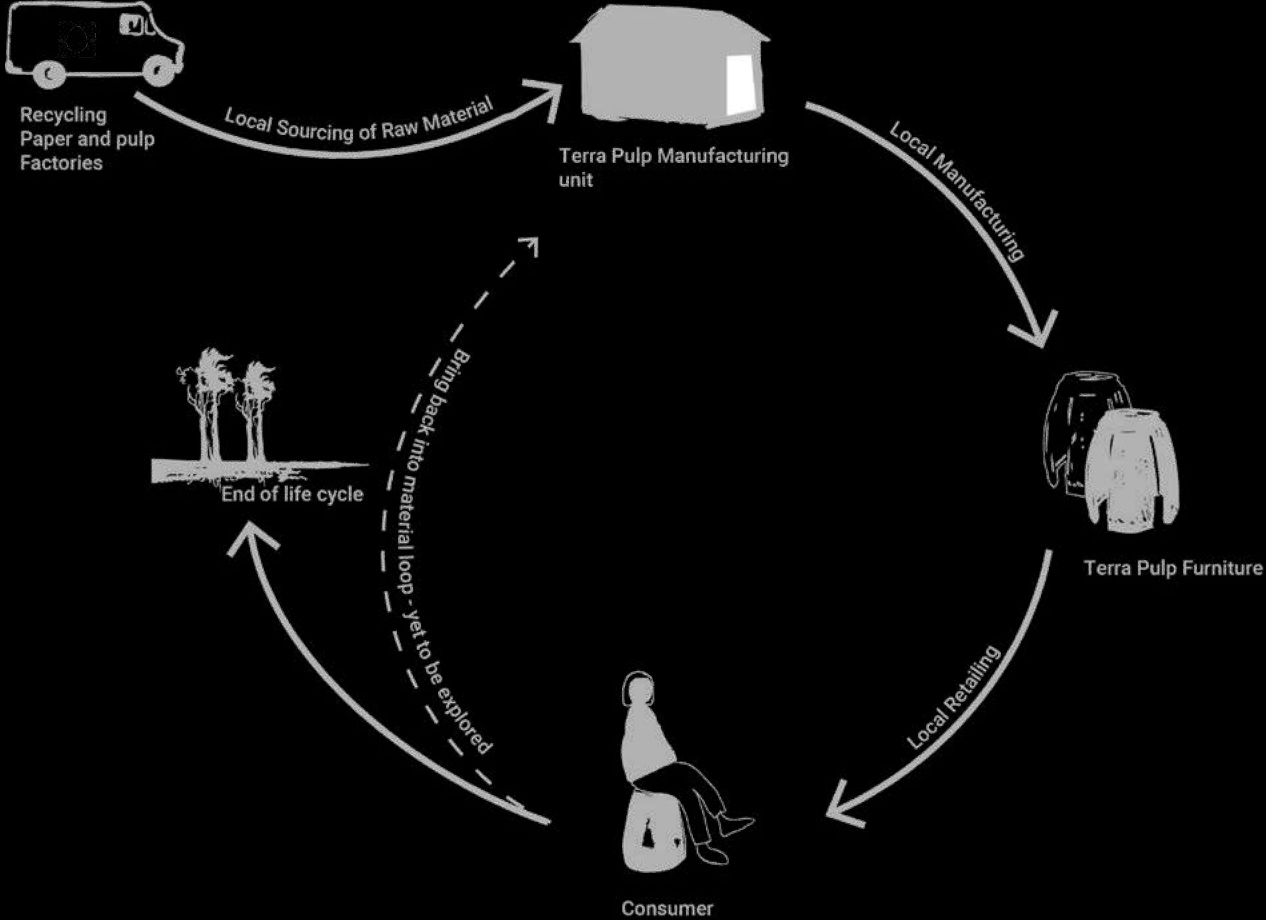 Recycling
Paper and pulp
Factories
Local Sourcing of Raw Material
Terra Pulp Manufacturing
unit
Local Manufacturing
Terra Pulp Furniture
Local Retailing
Consumer
Bring back into material loop - yet to be explored
End of life cycle